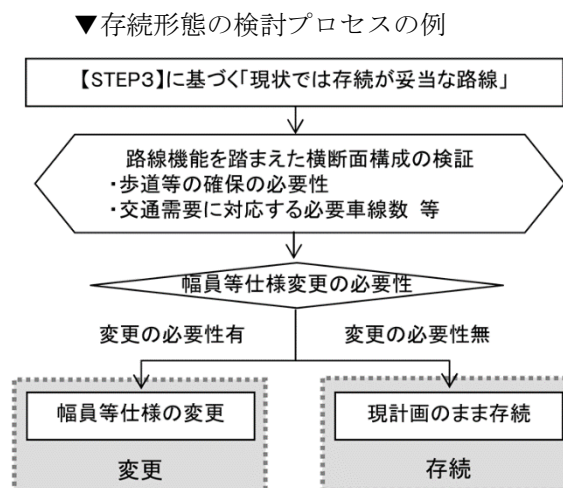 ▼存続形態の検討プロセスの例
【STEP3】に基づく「現状では存続が妥当な路線」
路線機能を踏まえた横断面構成の検証
・歩道等の確保の必要性
・交通需要に対応する必要車線数 等
幅員等仕様変更の必要性
変更の必要性有
変更の必要性無
幅員等仕様の変更
現計画のまま存続
変更
存続